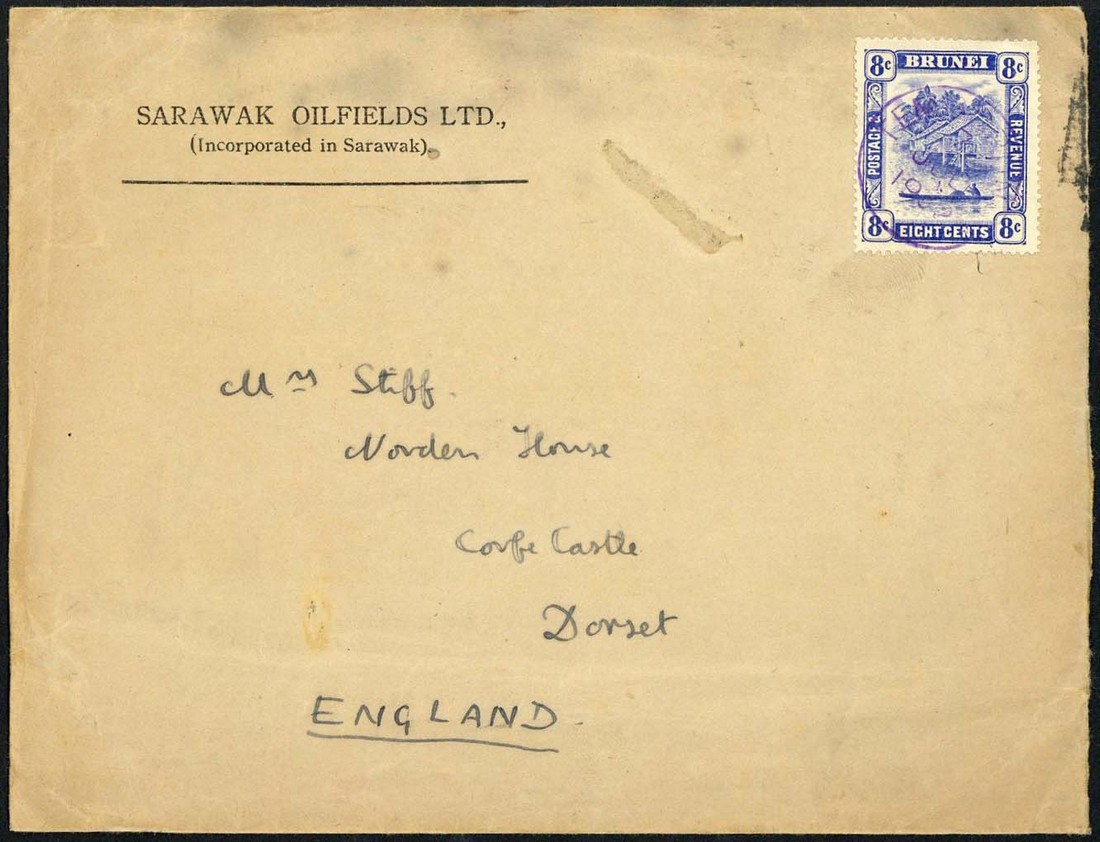 SARAWAK OILFIELDS LTD.,
(Incorporated in Sarawak).
8c BRUNEI 8c
POSTAGE &
REVENUE
8c EIGHT CENTS 8c
Mrs Stiff.
Norden House
Corfe Castle
Dorset
ENGLAND.